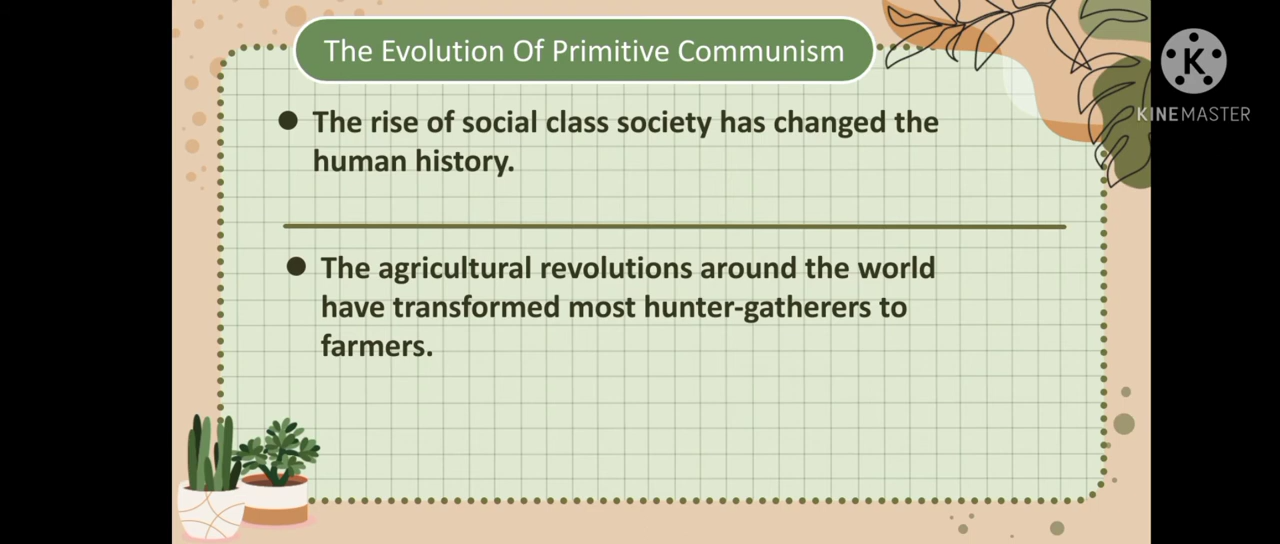 The Evolution Of Primitive Communism
K
KINEMASTER
The rise of social class society has changed the
human history.
The agricultural revolutions around the world
have transformed most hunter-gatherers to
farmers.